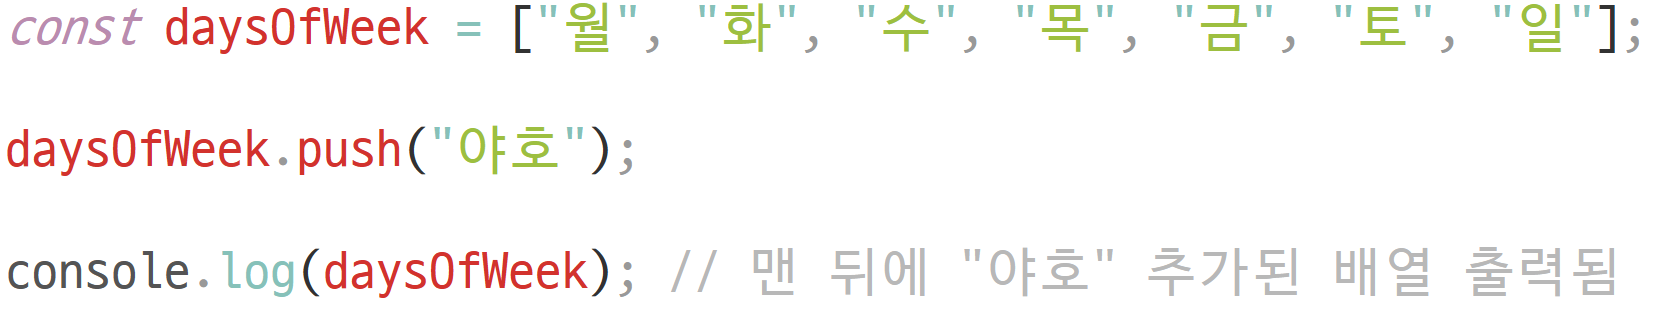 const daysOfWeek = ["월", "화", "수", "목", "금", "토", "일"];
daysOfWeek.push("야호");
console.log(daysOfWeek); // 맨 뒤에 "야호" 추가된 배열 출력됨